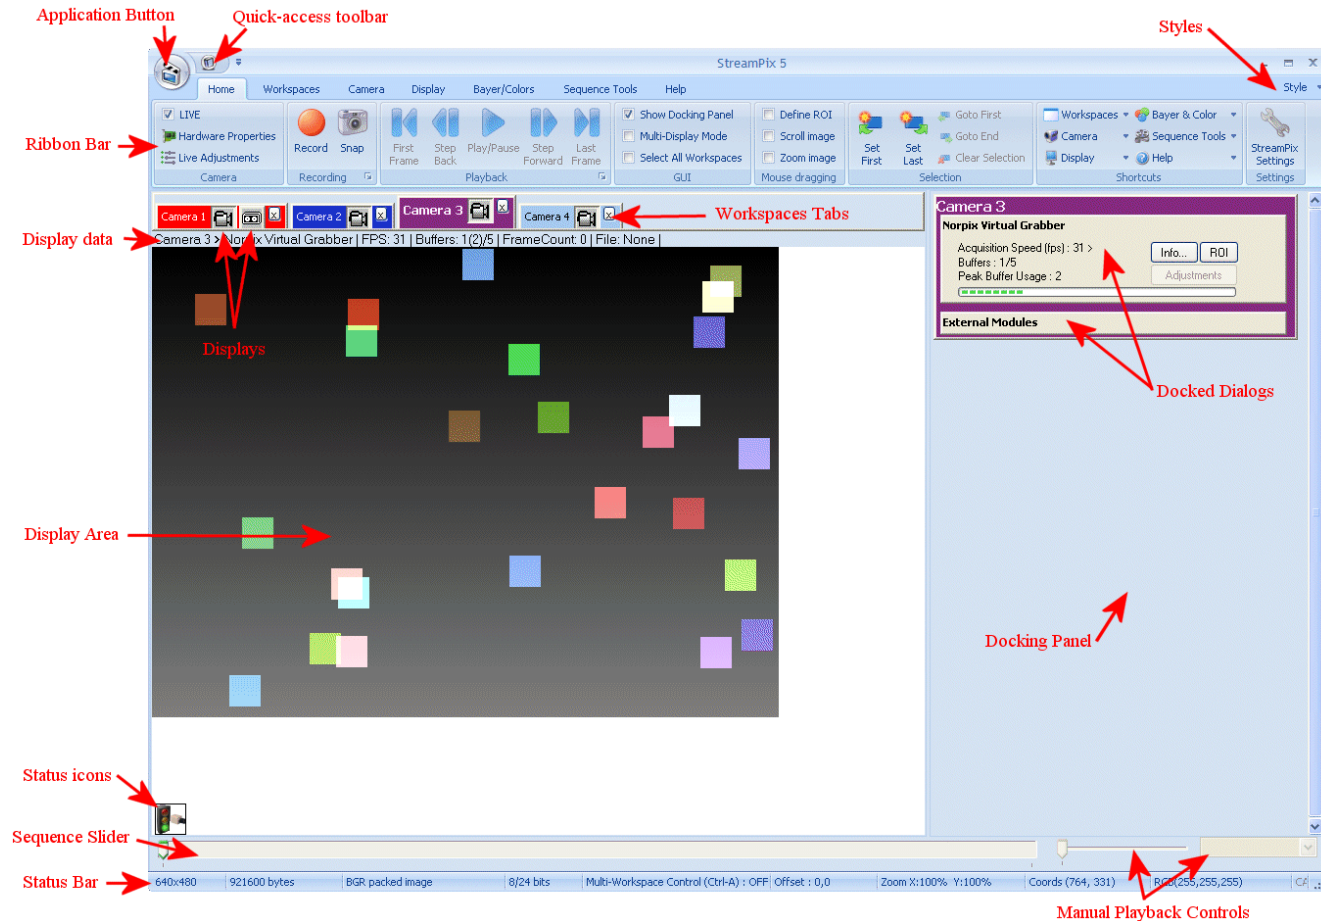 Application Button
Quick-access toolbar
Styles
StreamPix 5
Home Workspaces Camera Display Bayer/Colors Sequence Tools Help Style
LIVE
Hardware Properties
Live Adjustments
Camera
Record Snap
Recording
First Frame
Step Back
Play/Pause
Step Forward
Last Frame
Playback
Show Docking Panel
Multi-Display Mode
Select All Workspaces
GUI
Define ROI
Scroll image
Zoom image
Mouse dragging
Set First
Set Last
Goto First
Goto End
Clear Selection
Selection
Workspaces Bayer & Color
Camera Sequence Tools
Display Help
Shortcuts
StreamPix Settings
Settings
Ribbon Bar
Camera 1 Camera 2 Camera 3 Camera 4
Workspaces Tabs
Display data
Camera 3 > Norpix Virtual Grabber | FPS: 31 | Buffers: 1(2)/5 | FrameCount: 0 | File: None |
Displays
Camera 3
Norpix Virtual Grabber
Acquisition Speed (fps) : 31 >
Buffers : 1/5
Peak Buffer Usage : 2
Info... ROI
Adjustments
External Modules
Docked Dialogs
Display Area
Docking Panel
Status icons
Sequence Slider
Status Bar
640x480 921600 bytes BGR packed image 8/24 bits Multi-Workspace Control (Ctrl-A) : OFF Offset : 0,0 Zoom X:100% Y:100% Coords (764, 331) RGB(255,255,255)
Manual Playback Controls